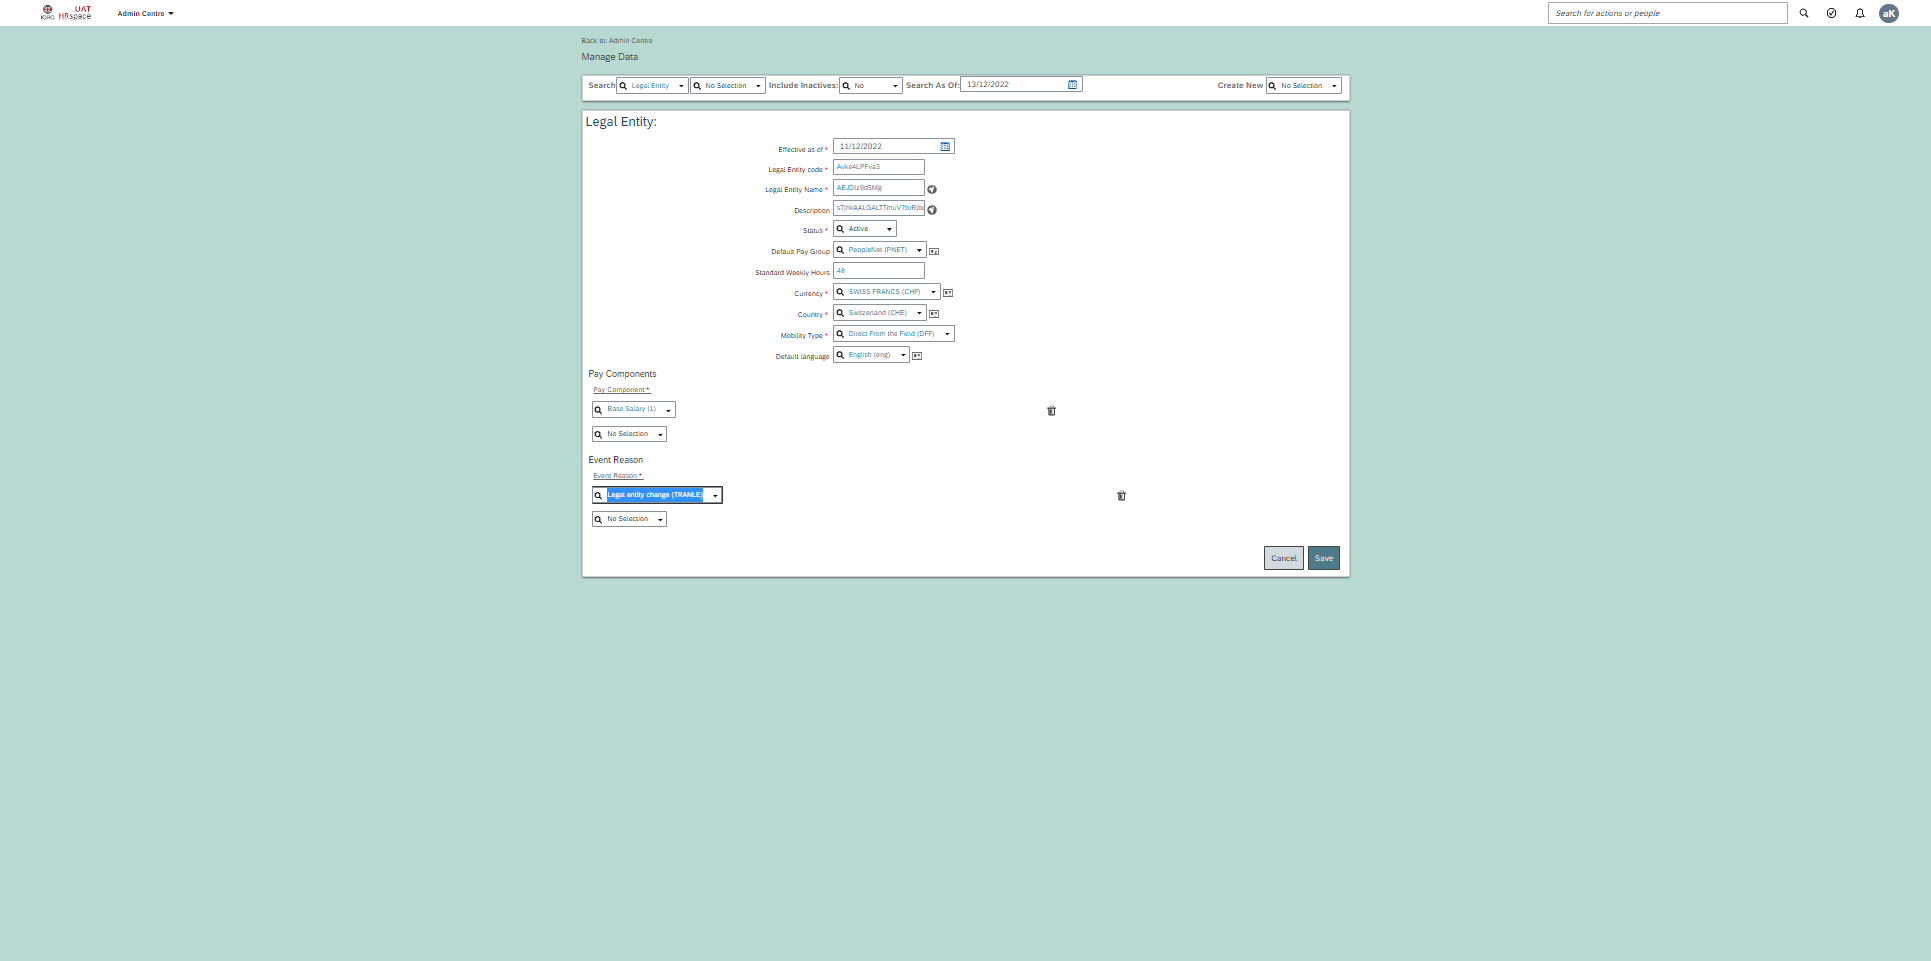 UAT
ICRC HRspace
Admin Centre
Search for actions or people
aK
Back to: Admin Centre
Manage Data
Search Legal Entity No Selection Include Inactives: No Search As Of: 13/12/2022 Create New No Selection
Legal Entity:
Effective as of * 11/12/2022
Legal Entity code * Avke4LPFva3
Legal Entity Name * AEJDlz9d5Mg
Description
Status * Active
Default Pay Group PeopleNet (PNET)
Standard Weekly Hours 48
Currency * SWISS FRANCS (CHF)
Country * Switzerland (CHE)
Mobility Type * Direct From the Field (DFF)
Default language English (eng)
Pay Components
Pay Component *
Base Salary (1)
No Selection
Event Reason
Event Reason *
Legal entity change (TRANLE)
No Selection
Cancel Save